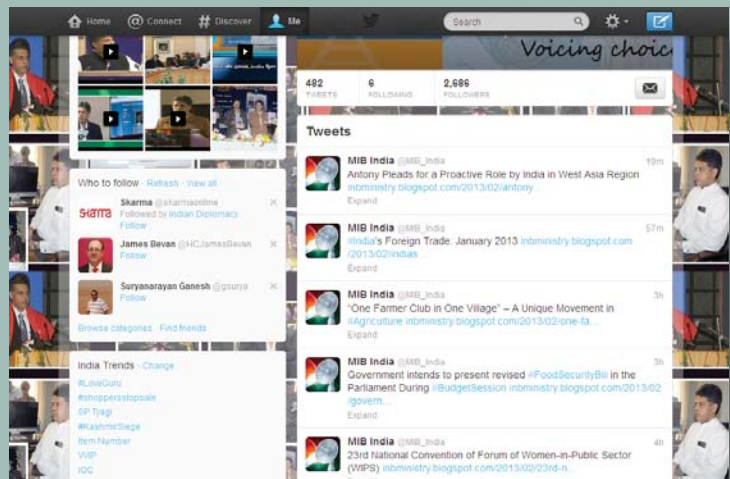 Home @ Connect # Discover Me Search
Voicing choic
482 6 2,686
TWEETS FOLLOWING FOLLOWERS
Tweets
MIB India @MIB_India 19m
Antony Pleads for a Proactive Role by India in West Asia Region
inbministry.blogspot.com/2013/02/antony...
Expand
MIB India @MIB_India 57m
#India's Foreign Trade: January 2013 inbministry.blogspot.com
/2013/02/indias...
Expand
MIB India @MIB_India 3h
"One Farmer Club in One Village" – A Unique Movement in
#Agriculture inbministry.blogspot.com/2013/02/one-fa...
Expand
MIB India @MIB_India 3h
Government intends to present revised #FoodSecurityBill in the
Parliament During #BudgetSession inbministry.blogspot.com/2013/02
/govern...
Expand
MIB India @MIB_India 4h
23rd National Convention of Forum of Women-in-Public Sector
(WIPS) inbministry.blogspot.com/2013/02/23rd-n...
Who to follow · Refresh · View all
Skarma @skarmaonline
Followed by Indian Diplomacy
Follow
James Bevan @HCJamesBevan
Follow
Suryanarayan Ganesh @gsurya
Follow
Browse categories · Find friends
India Trends · Change
#LoveGuru
#shoppersstopsale
SP Tyagi
#KashmirSiege
Item Number
VVIP
IOC